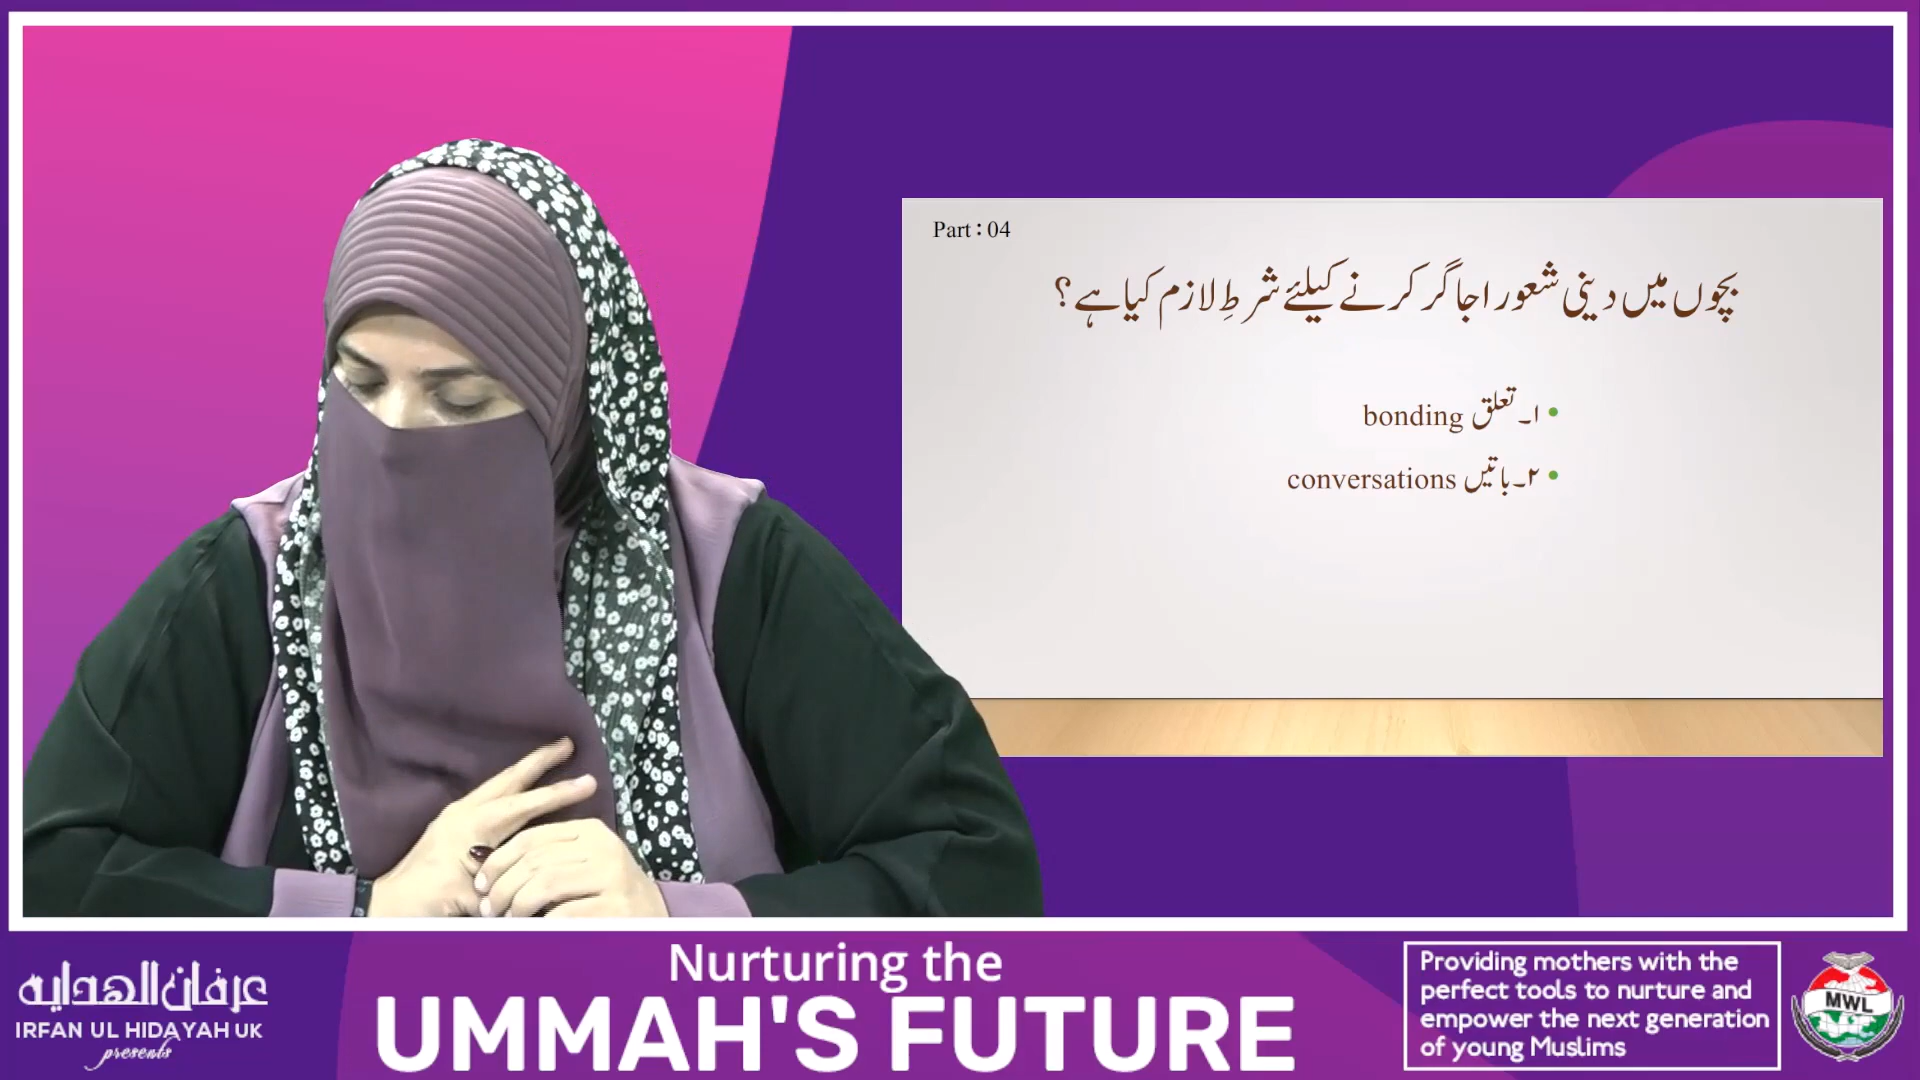 Part : 04
بچوں میں دینی شعور اجاگر کرنے کیلئے شرطِ لازم کیا ہے؟
• ۱۔تعلق bonding
• ۲۔باتیں conversations
عرفان الهدايه
IRFAN UL HIDAYAH UK
presents
Nurturing the
UMMAH'S FUTURE
Providing mothers with the
perfect tools to nurture and
empower the next generation
of young Muslims
MWL